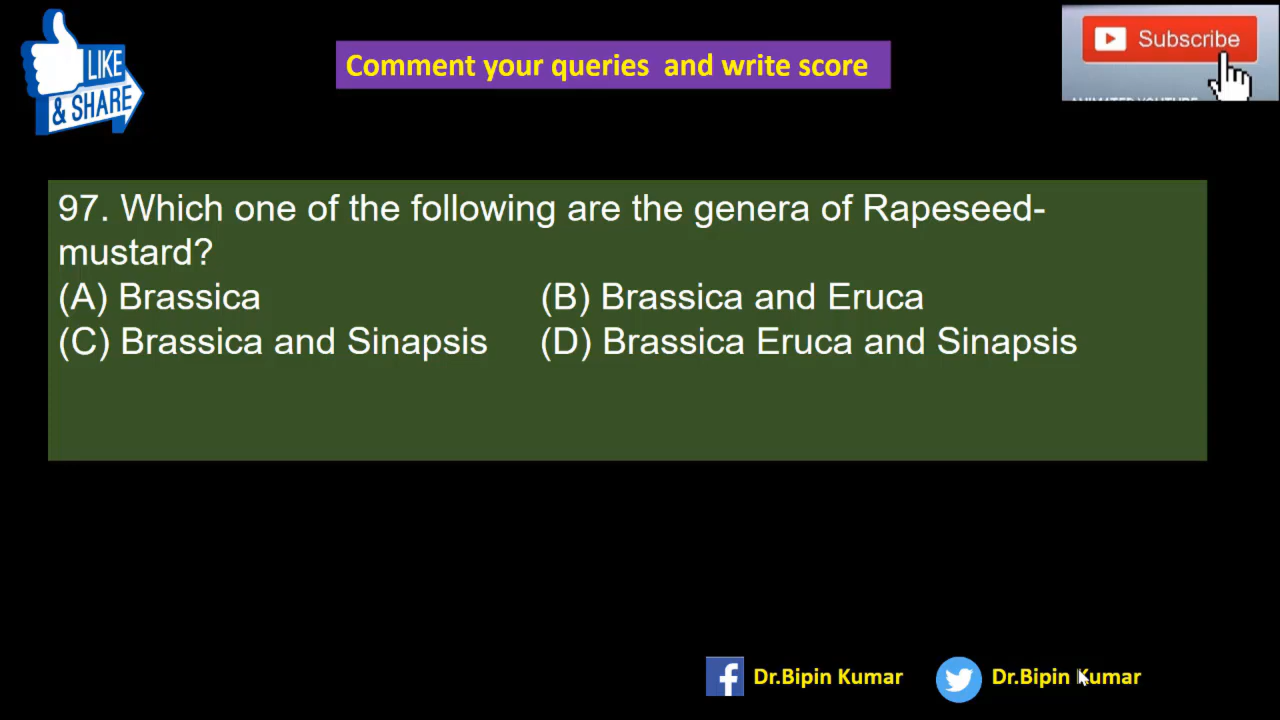 LIKE
& SHARE
Comment your queries and write score
Subscribe
97. Which one of the following are the genera of Rapeseed-
mustard?
(A) Brassica (B) Brassica and Eruca
(C) Brassica and Sinapsis (D) Brassica Eruca and Sinapsis
f Dr.Bipin Kumar Dr.Bipin Kumar